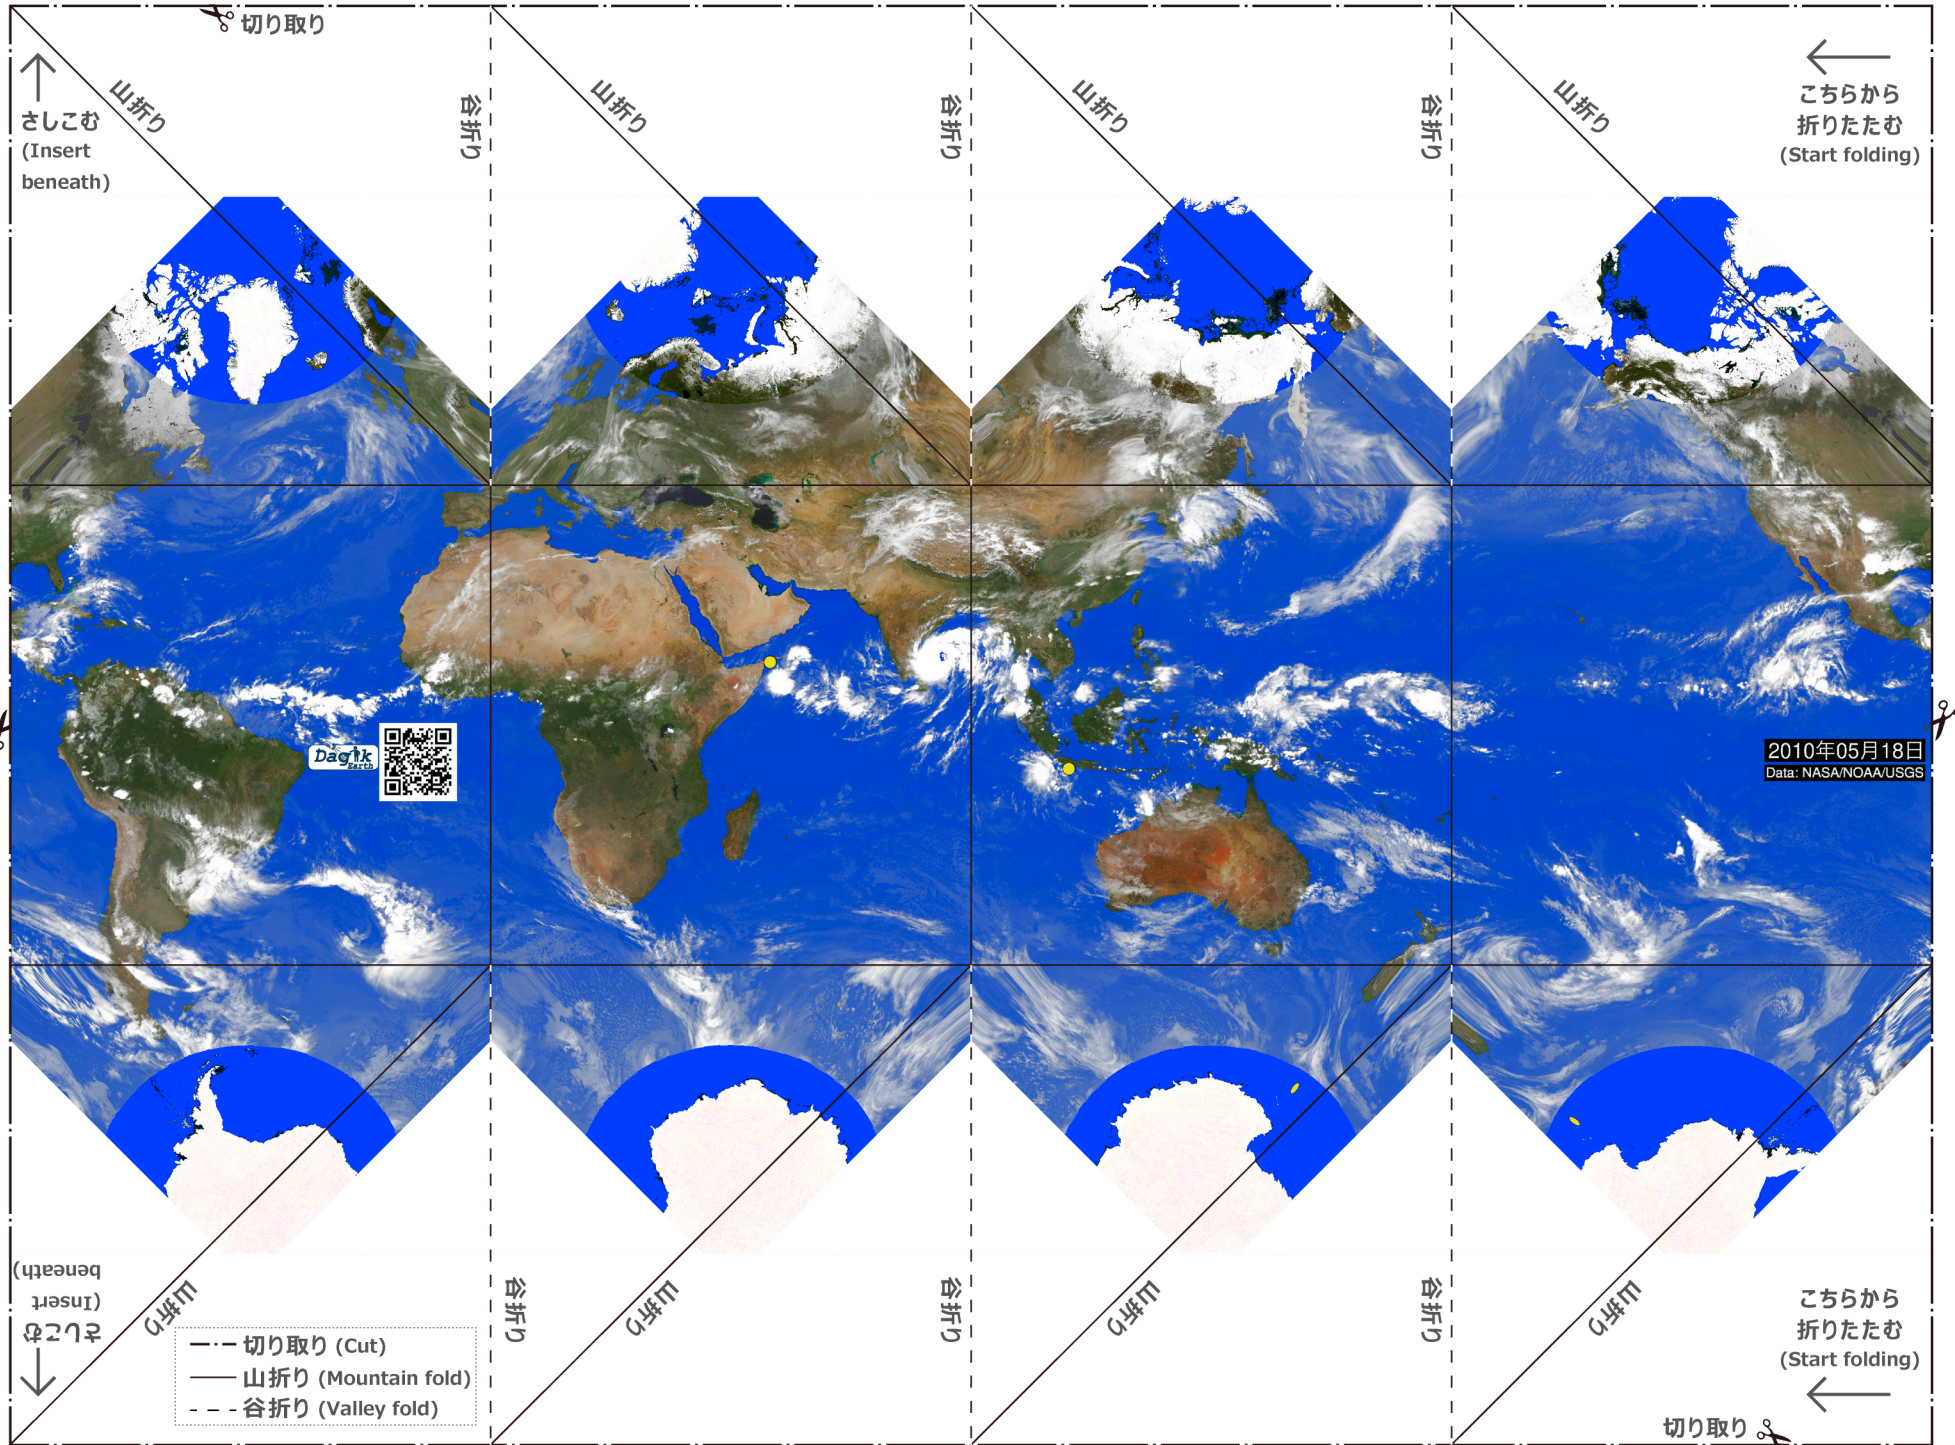 切り取り
さしこむ
(Insert
beneath)
山折り
谷折り
山折り
谷折り
山折り
谷折り
山折り
こちらから
折りたたむ
(Start folding)
Dagik
Earth
2010年05月18日
Data: NASA/NOAA/USGS
さしこむ
(Insert
beneath)
山折り
谷折り
山折り
谷折り
山折り
谷折り
山折り
こちらから
折りたたむ
(Start folding)
切り取り (Cut)
山折り (Mountain fold)
谷折り (Valley fold)
切り取り